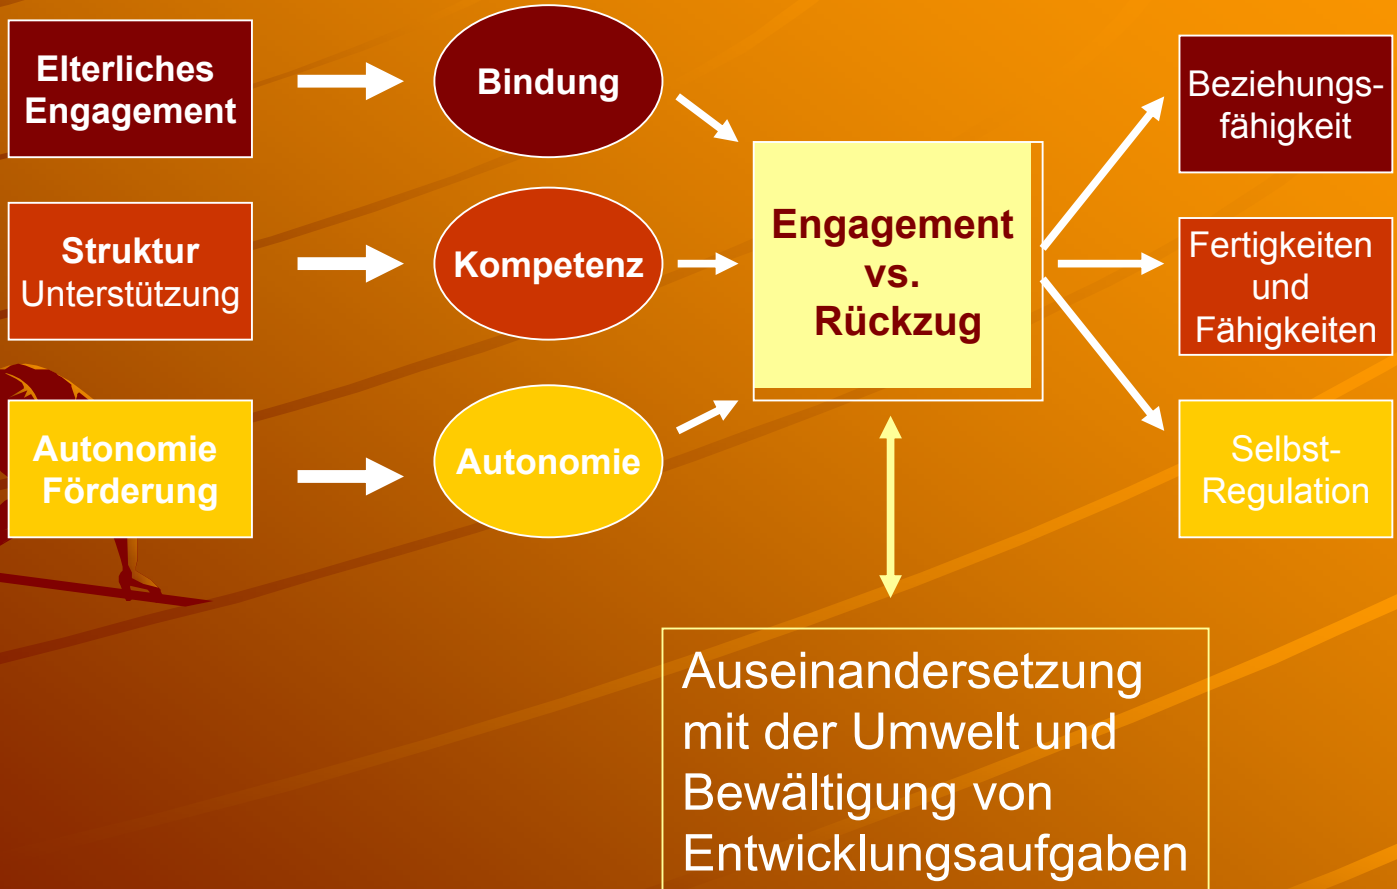 Elterliches
Engagement
Bindung
Beziehungs-
fähigkeit
Struktur
Unterstützung
Kompetenz
Engagement
vs.
Rückzug
Fertigkeiten
und
Fähigkeiten
Autonomie
Förderung
Autonomie
Selbst-
Regulation
Auseinandersetzung
mit der Umwelt und
Bewältigung von
Entwicklungsaufgaben